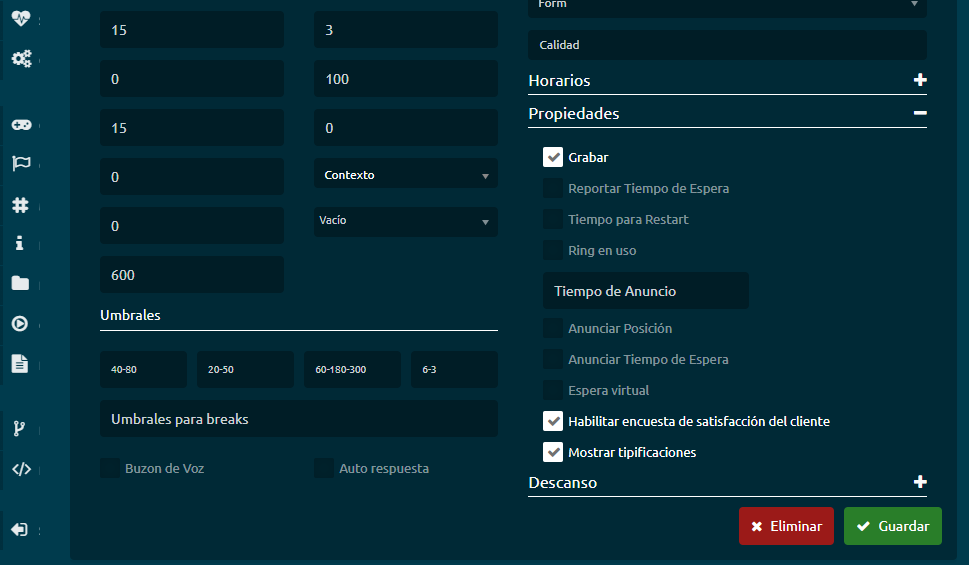 15
3
0
100
15
0
0
Contexto
0
Vacío
600
Umbrales
40-80
20-50
60-180-300
6-3
Umbrales para breaks
Buzon de Voz
Auto respuesta
Form
Calidad
Horarios
Propiedades
Grabar
Reportar Tiempo de Espera
Tiempo para Restart
Ring en uso
Tiempo de Anuncio
Anunciar Posición
Anunciar Tiempo de Espera
Espera virtual
Habilitar encuesta de satisfacción del cliente
Mostrar tipificaciones
Descanso
Eliminar
Guardar